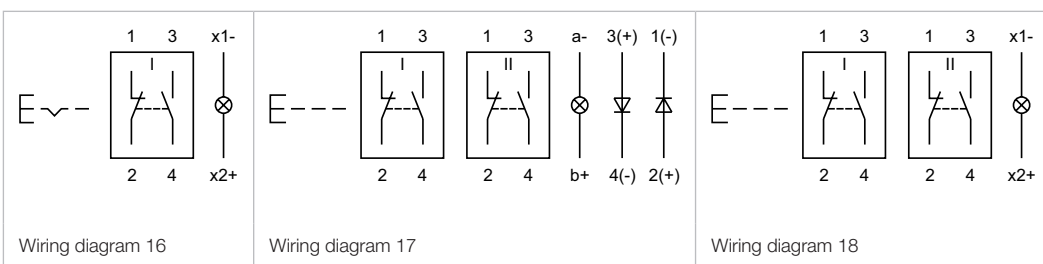 1 3 x1-
I
2 4 x2+
Wiring diagram 16
1 3 1 3 a- 3(+) 1(-)
I II
2 4 2 4 b+ 4(-) 2(+)
Wiring diagram 17
1 3 1 3 x1-
I II
2 4 2 4 x2+
Wiring diagram 18